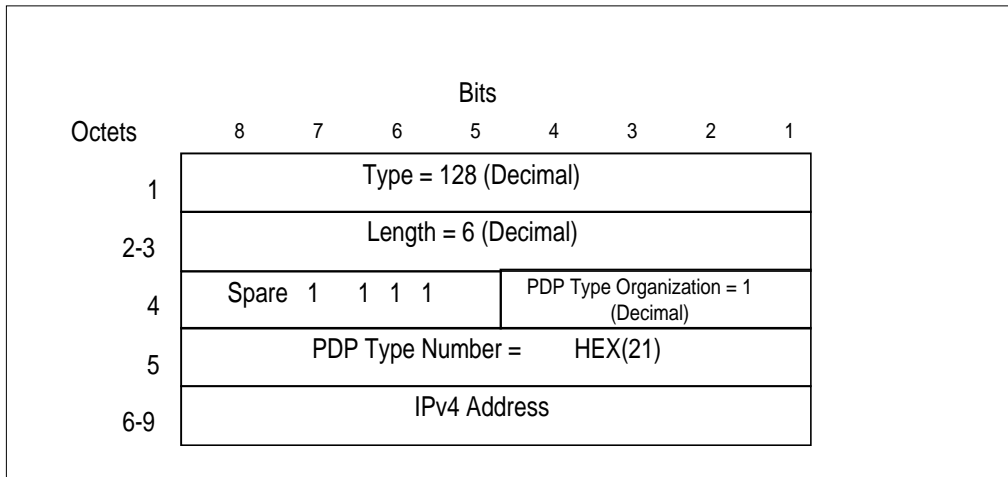 Bits
Octets 8 7 6 5 4 3 2 1
1 Type = 128 (Decimal)
2-3 Length = 6 (Decimal)
4 Spare 1 1 1 1 PDP Type Organization = 1
(Decimal)
5 PDP Type Number = HEX(21)
6-9 IPv4 Address